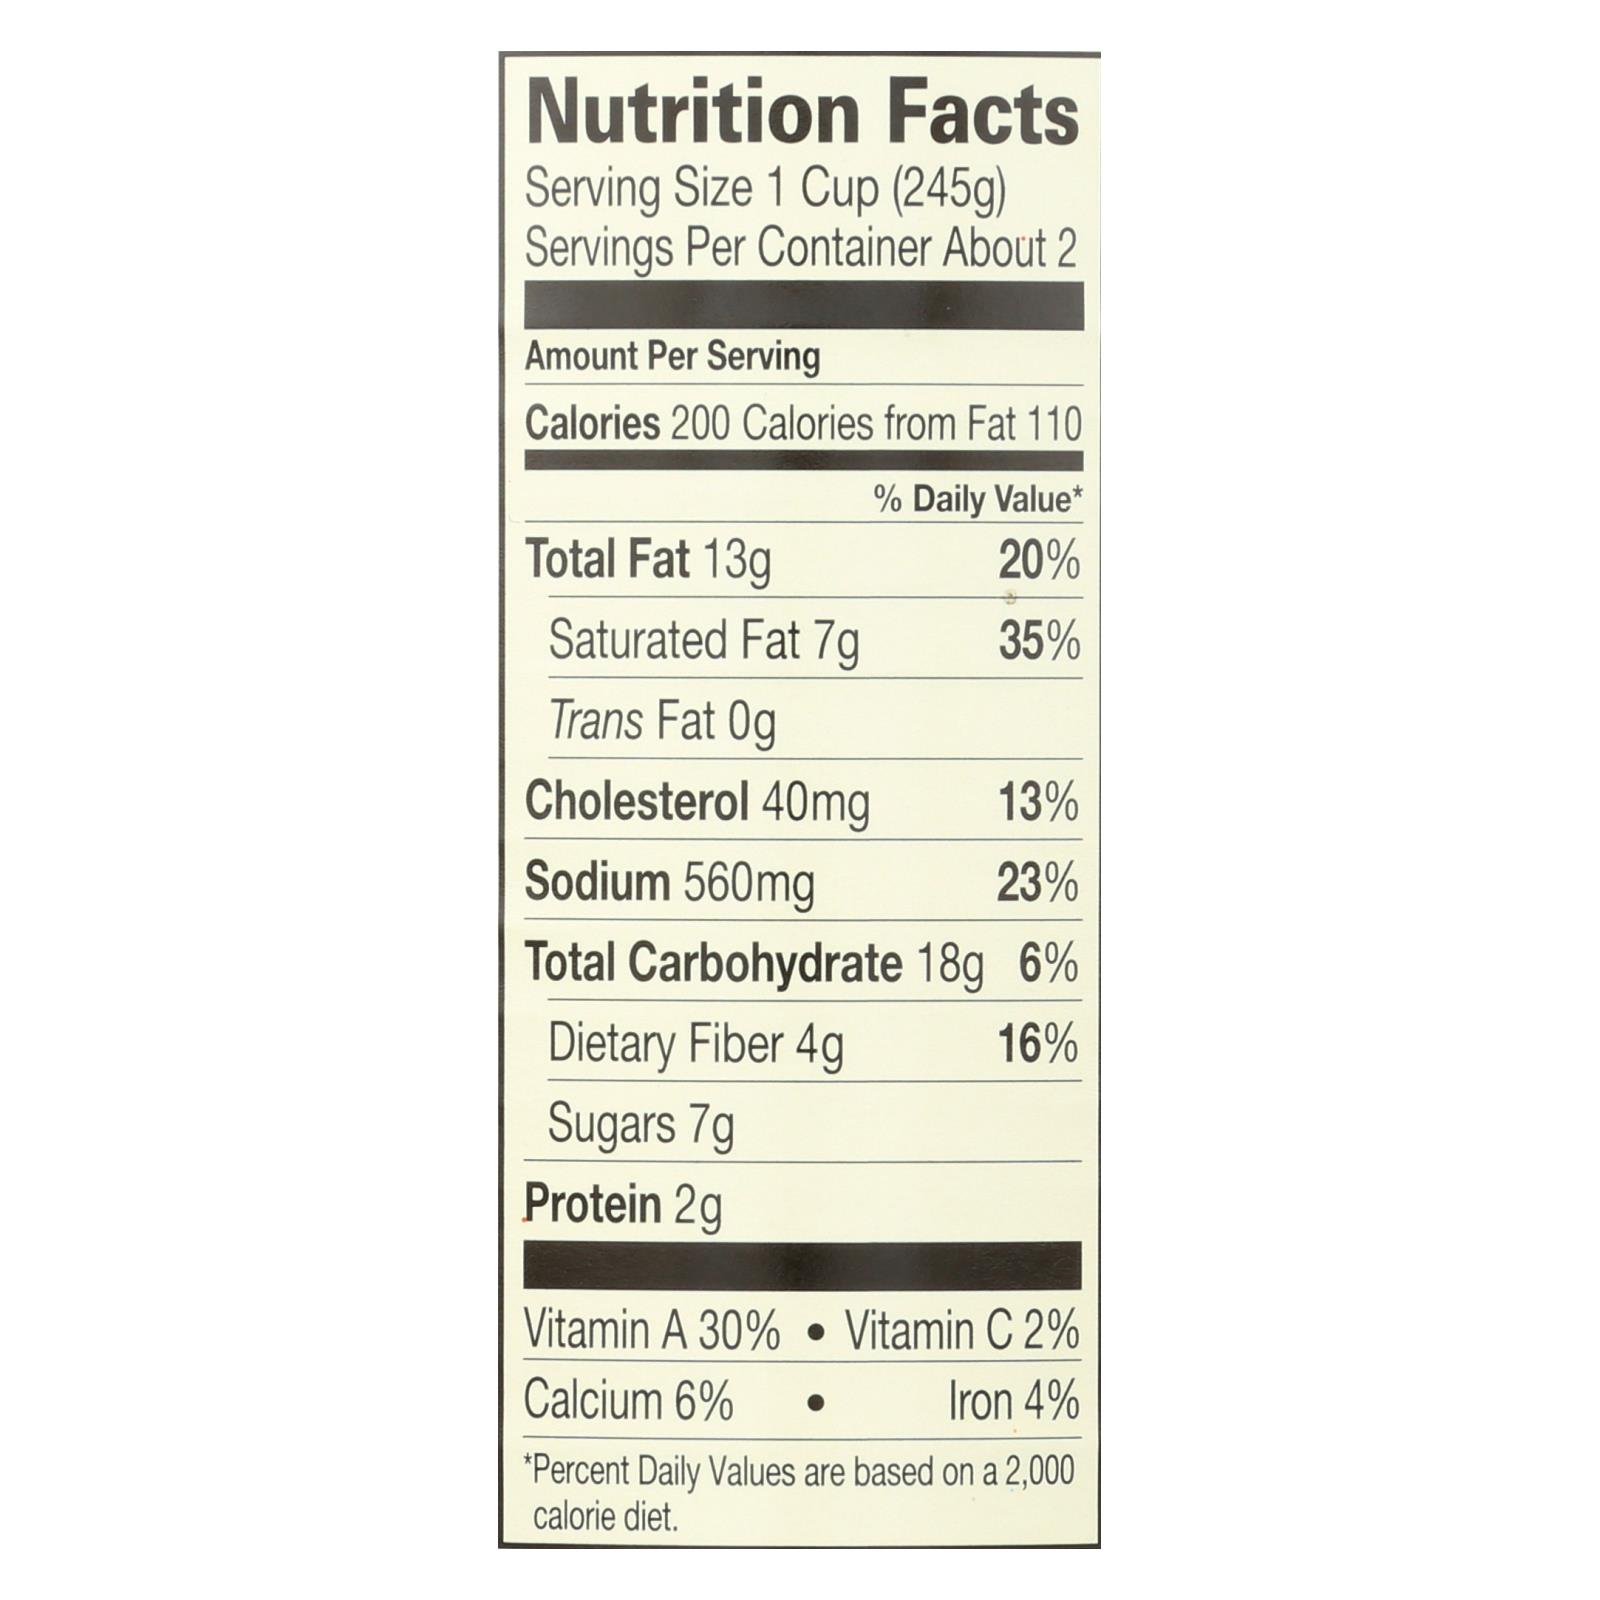 Nutrition Facts
Serving Size 1 Cup (245g)
Servings Per Container About 2
Amount Per Serving
Calories 200 Calories from Fat 110
% Daily Value*
Total Fat 13g 20%
Saturated Fat 7g 35%
Trans Fat 0g
Cholesterol 40mg 13%
Sodium 560mg 23%
Total Carbohydrate 18g 6%
Dietary Fiber 4g 16%
Sugars 7g
Protein 2g
Vitamin A 30% • Vitamin C 2%
Calcium 6% • Iron 4%
*Percent Daily Values are based on a 2,000
calorie diet.